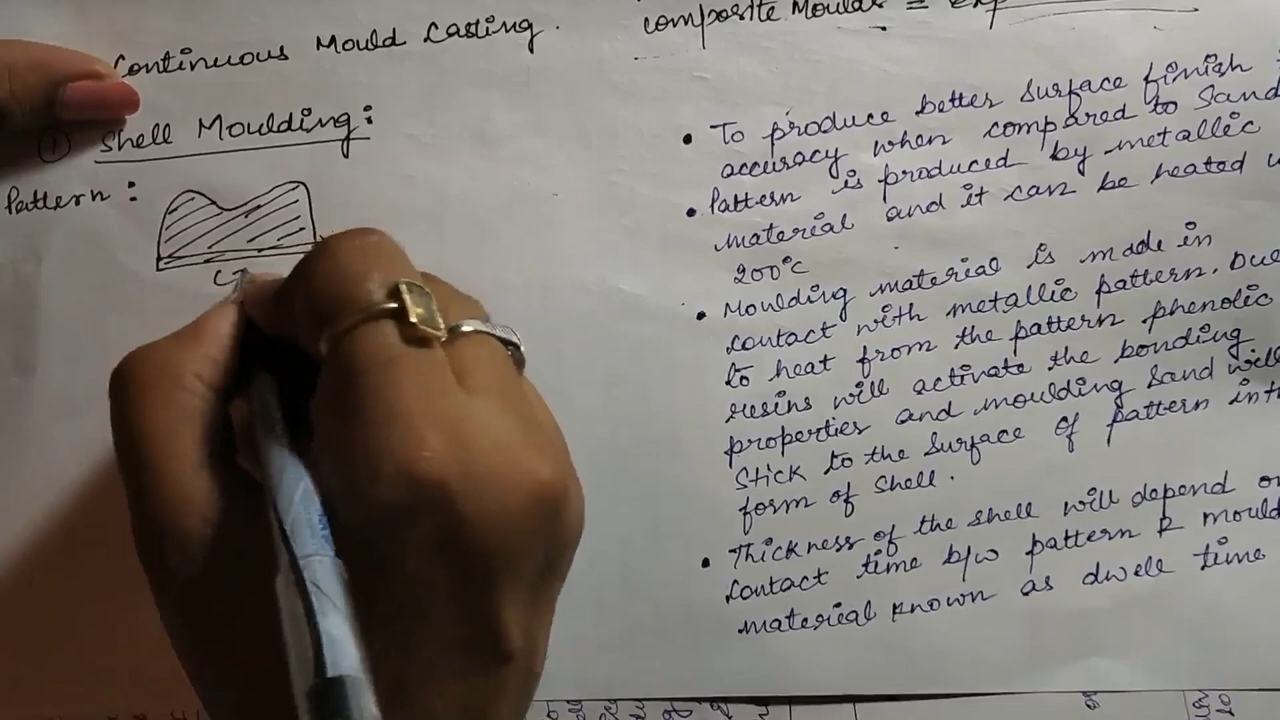 Continuous Mould Casting.
composite Moulds = exp
① Shell Moulding:
Pattern:
• To produce better surface finish
accuracy when compared to Sand
• Pattern is produced by metallic
material and it can be heated u
200°C
• Moulding material is made in
contact with metallic pattern. Due
to heat from the pattern phenolic
resins will activate the bonding
properties and moulding sand will
stick to the surface of pattern inth
form of shell.
• Thickness of the shell will depend on
contact time b/w pattern & mould
material known as dwell time